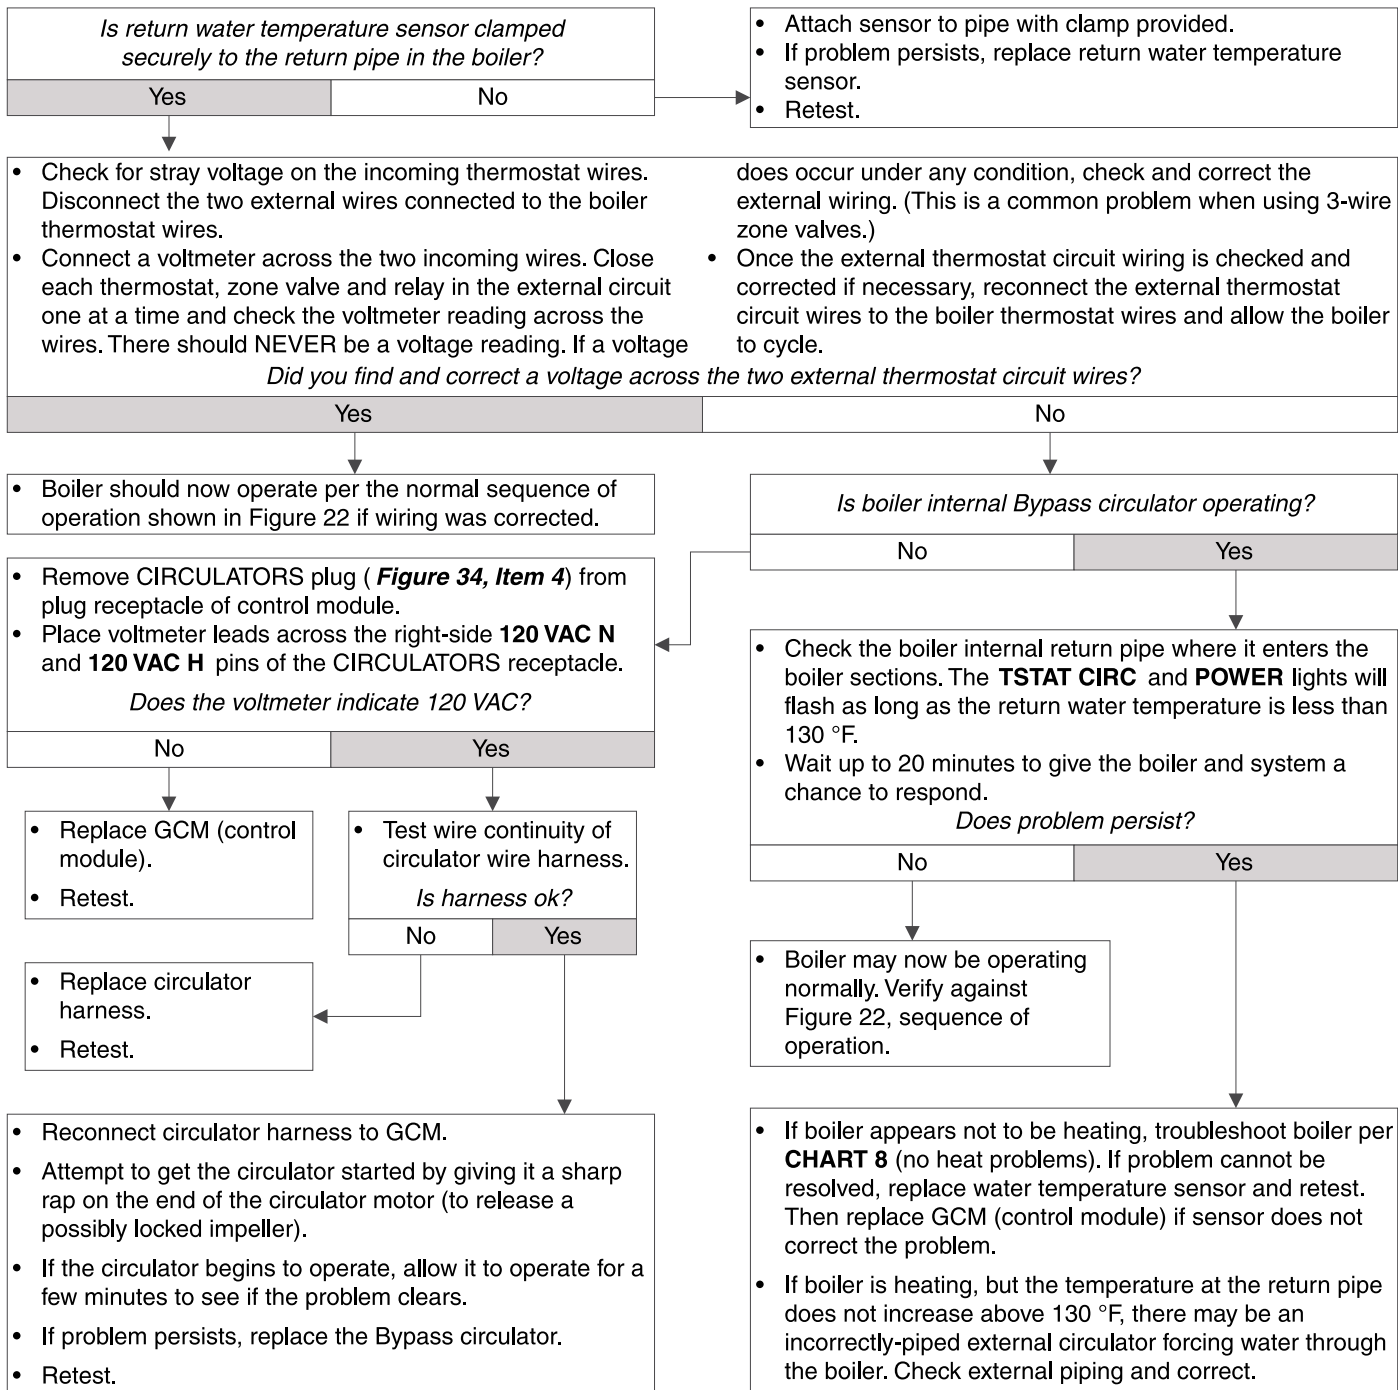 Is return water temperature sensor clamped
securely to the return pipe in the boiler?
Yes
No
• Attach sensor to pipe with clamp provided.
• If problem persists, replace return water temperature
sensor.
• Retest.
• Check for stray voltage on the incoming thermostat wires.
Disconnect the two external wires connected to the boiler
thermostat wires.
• Connect a voltmeter across the two incoming wires. Close
each thermostat, zone valve and relay in the external circuit
one at a time and check the voltmeter reading across the
wires. There should NEVER be a voltage reading. If a voltage
does occur under any condition, check and correct the
external wiring. (This is a common problem when using 3-wire
zone valves.)
• Once the external thermostat circuit wiring is checked and
corrected if necessary, reconnect the external thermostat
circuit wires to the boiler thermostat wires and allow the boiler
to cycle.
Did you find and correct a voltage across the two external thermostat circuit wires?
Yes
No
• Boiler should now operate per the normal sequence of
operation shown in Figure 22 if wiring was corrected.
Is boiler internal Bypass circulator operating?
No
Yes
• Remove CIRCULATORS plug ( Figure 34, Item 4) from
plug receptacle of control module.
• Place voltmeter leads across the right-side 120 VAC N
and 120 VAC H pins of the CIRCULATORS receptacle.
Does the voltmeter indicate 120 VAC?
No
Yes
• Replace GCM (control
module).
• Retest.
• Test wire continuity of
circulator wire harness.
Is harness ok?
No
Yes
• Replace circulator
harness.
• Retest.
• Reconnect circulator harness to GCM.
• Attempt to get the circulator started by giving it a sharp
rap on the end of the circulator motor (to release a
possibly locked impeller).
• If the circulator begins to operate, allow it to operate for a
few minutes to see if the problem clears.
• If problem persists, replace the Bypass circulator.
• Retest.
• Check the boiler internal return pipe where it enters the
boiler sections. The TSTAT CIRC and POWER lights will
flash as long as the return water temperature is less than
130 °F.
• Wait up to 20 minutes to give the boiler and system a
chance to respond.
Does problem persist?
No
Yes
• Boiler may now be operating
normally. Verify against
Figure 22, sequence of
operation.
• If boiler appears not to be heating, troubleshoot boiler per
CHART 8 (no heat problems). If problem cannot be
resolved, replace water temperature sensor and retest.
Then replace GCM (control module) if sensor does not
correct the problem.
• If boiler is heating, but the temperature at the return pipe
does not increase above 130 °F, there may be an
incorrectly-piped external circulator forcing water through
the boiler. Check external piping and correct.